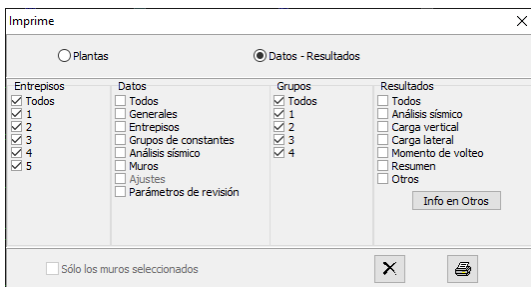 Imprime
Plantas
Datos - Resultados
Entrepisos
Todos
1
2
3
4
5
Datos
Todos
Generales
Entrepisos
Grupos de constantes
Análisis sísmico
Muros
Ajustes
Parámetros de revisión
Grupos
Todos
1
2
3
4
Resultados
Todos
Análisis sísmico
Carga vertical
Carga lateral
Momento de volteo
Resumen
Otros
Info en Otros
Sólo los muros seleccionados